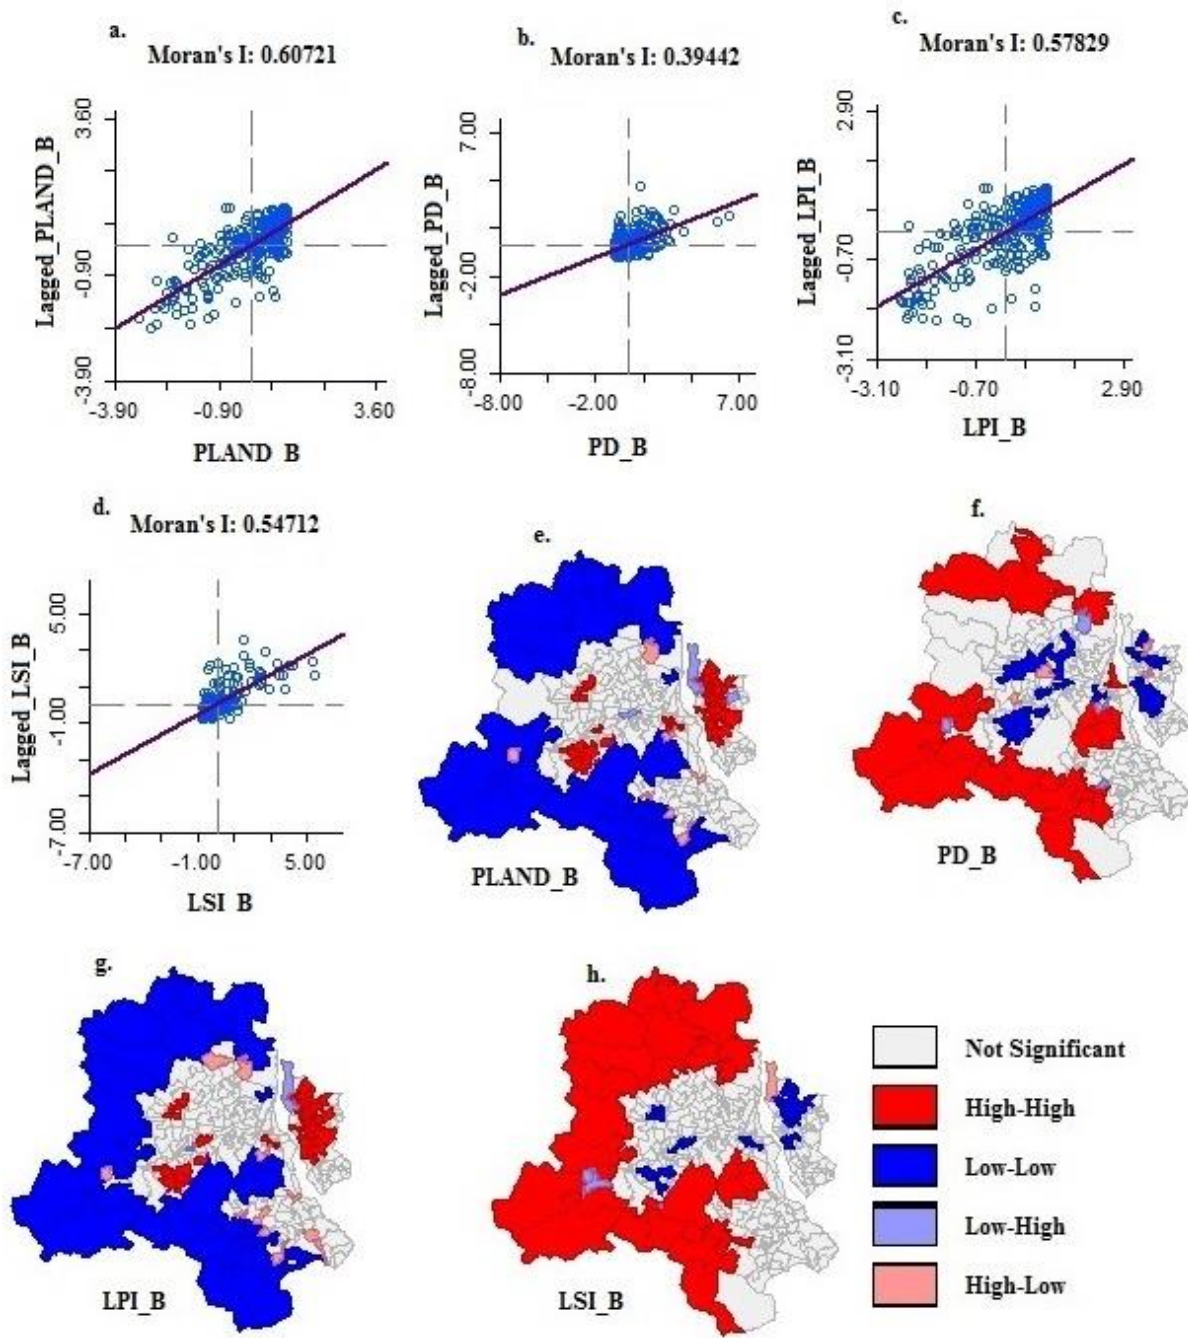 a.
Moran's I: 0.60721
Lagged_PLAND_B
3.60
-0.90
-3.90
-3.90 -0.90 3.60
PLAND_B
b.
Moran's I: 0.39442
Lagged_PD_B
7.00
-2.00
-8.00
-8.00 -2.00 7.00
PD_B
c.
Moran's I: 0.57829
Lagged_LPI_B
2.90
-0.70
-3.10
-3.10 -0.70 2.90
LPI_B
d.
Moran's I: 0.54712
Lagged_LSI_B
5.00
-1.00
-7.00
-7.00 -1.00 5.00
LSI_B
e.
PLAND_B
f.
PD_B
g.
LPI_B
h.
LSI_B
Not Significant
High-High
Low-Low
Low-High
High-Low